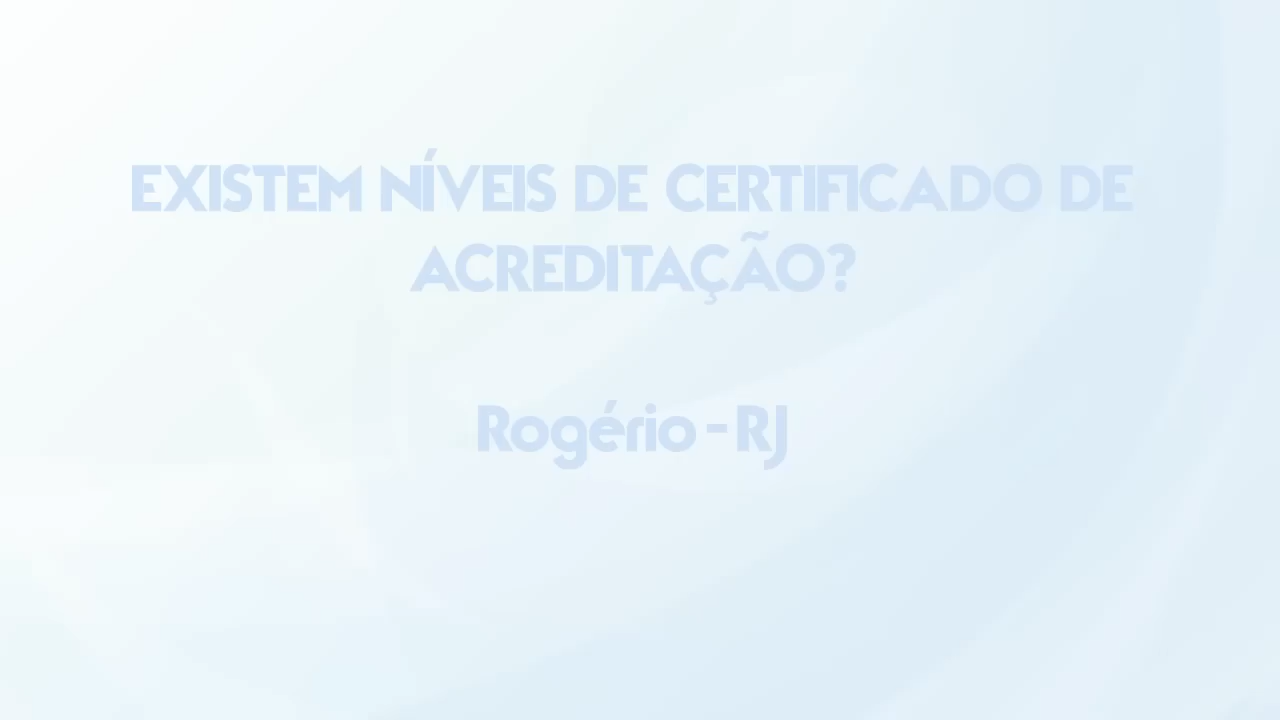 EXISTEM NÍVEIS DE CERTIFICADO DE
ACREDITAÇÃO?
Rogério - RJ